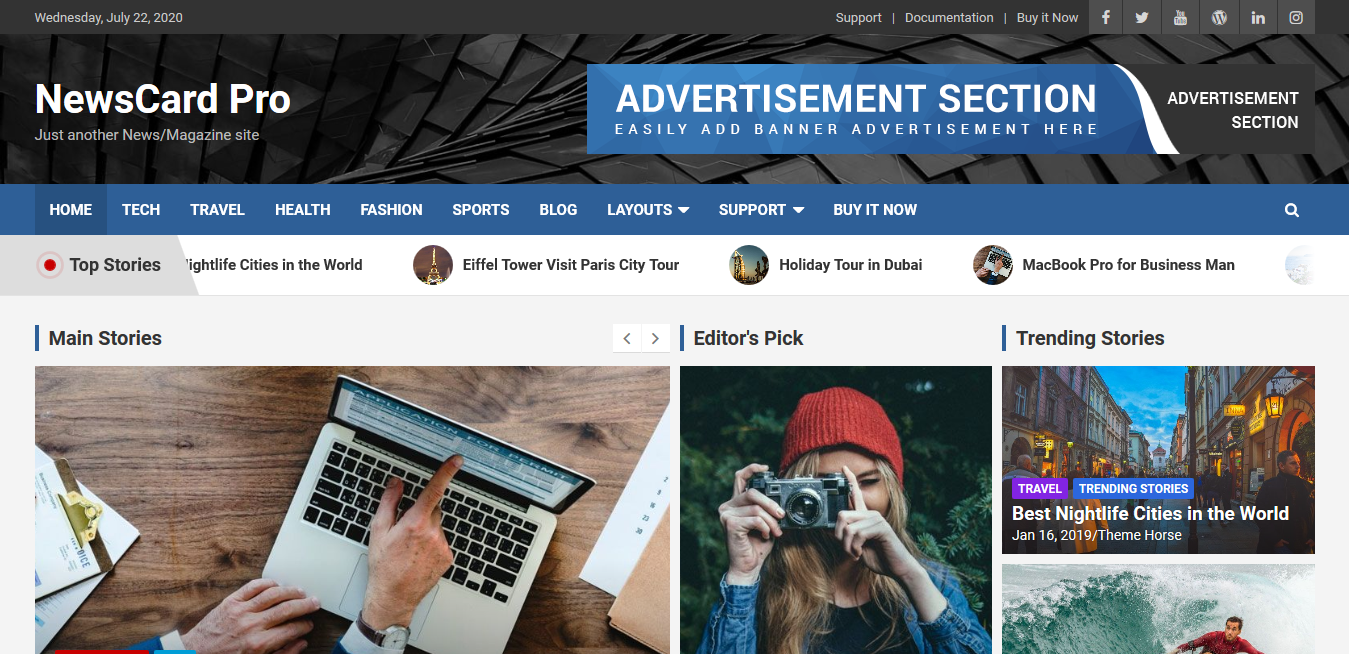 Wednesday, July 22, 2020
Support | Documentation | Buy it Now
NewsCard Pro
Just another News/Magazine site
ADVERTISEMENT SECTION
EASILY ADD BANNER ADVERTISEMENT HERE
ADVERTISEMENT
SECTION
HOME TECH TRAVEL HEALTH FASHION SPORTS BLOG LAYOUTS SUPPORT BUY IT NOW
Top Stories
Cities in the World
Eiffel Tower Visit Paris City Tour
Holiday Tour in Dubai
MacBook Pro for Business Man
Main Stories
Editor's Pick
Trending Stories
APPLICATION FOR
TRAVEL TRENDING STORIES
Best Nightlife Cities in the World
Jan 16, 2019/Theme Horse